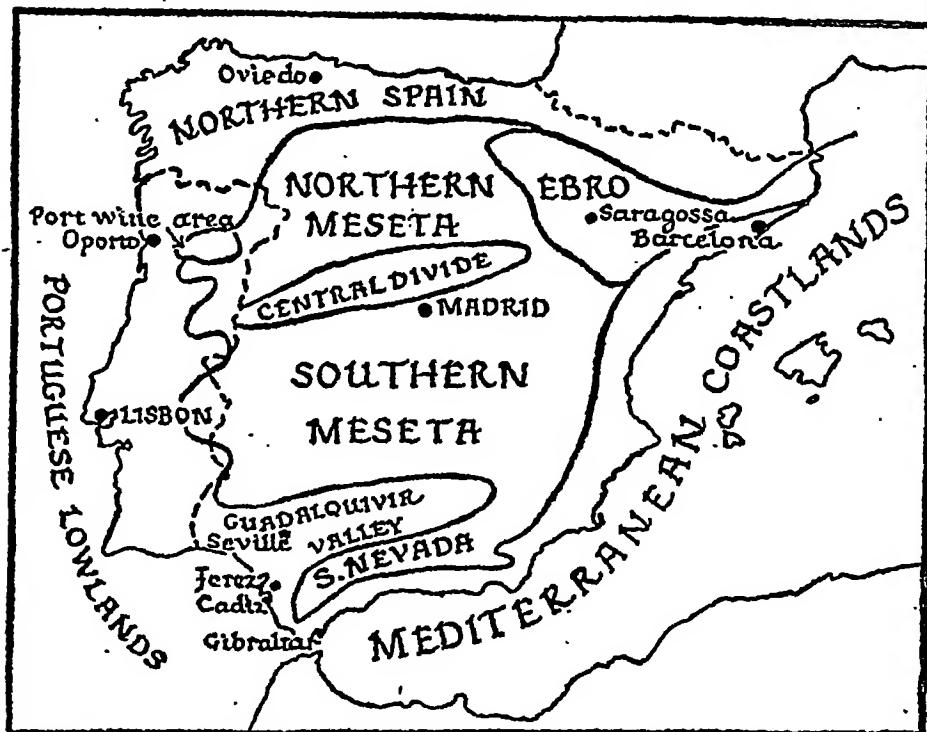 Oviedo
NORTHERN SPAIN
NORTHERN
MESETA
EBRO
Saragossa
Barcelona
Port wine area
Oporto
CENTRAL DIVIDE
MADRID
PORTUGUESE LOWLANDS
SOUTHERN
MESETA
LISBON
MEDITERRANEAN COASTLANDS
GUADALQUIVIR
Seville VALLEY
S. NEVADA
Jerez
Cadiz
Gibraltar